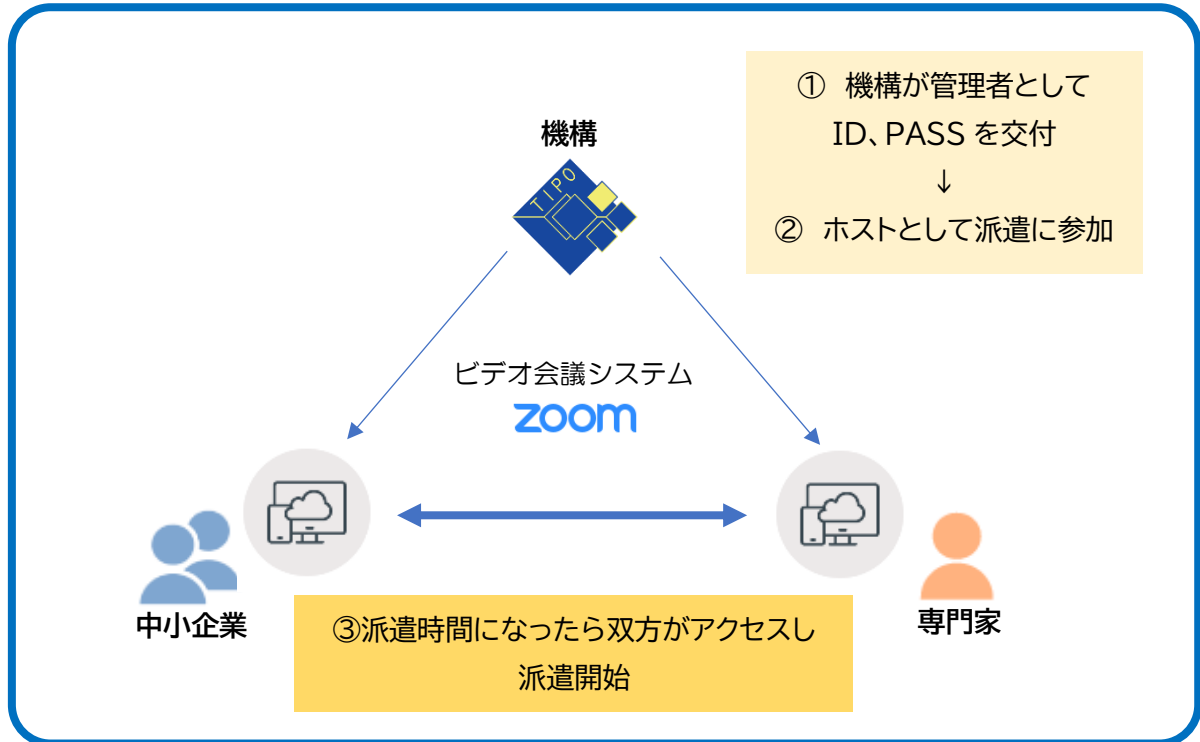 ① 機構が管理者として
ID、PASS を交付
↓
② ホストとして派遣に参加
機構
TIPO
ビデオ会議システム
zoom
中小企業
専門家
③派遣時間になったら双方がアクセスし
派遣開始